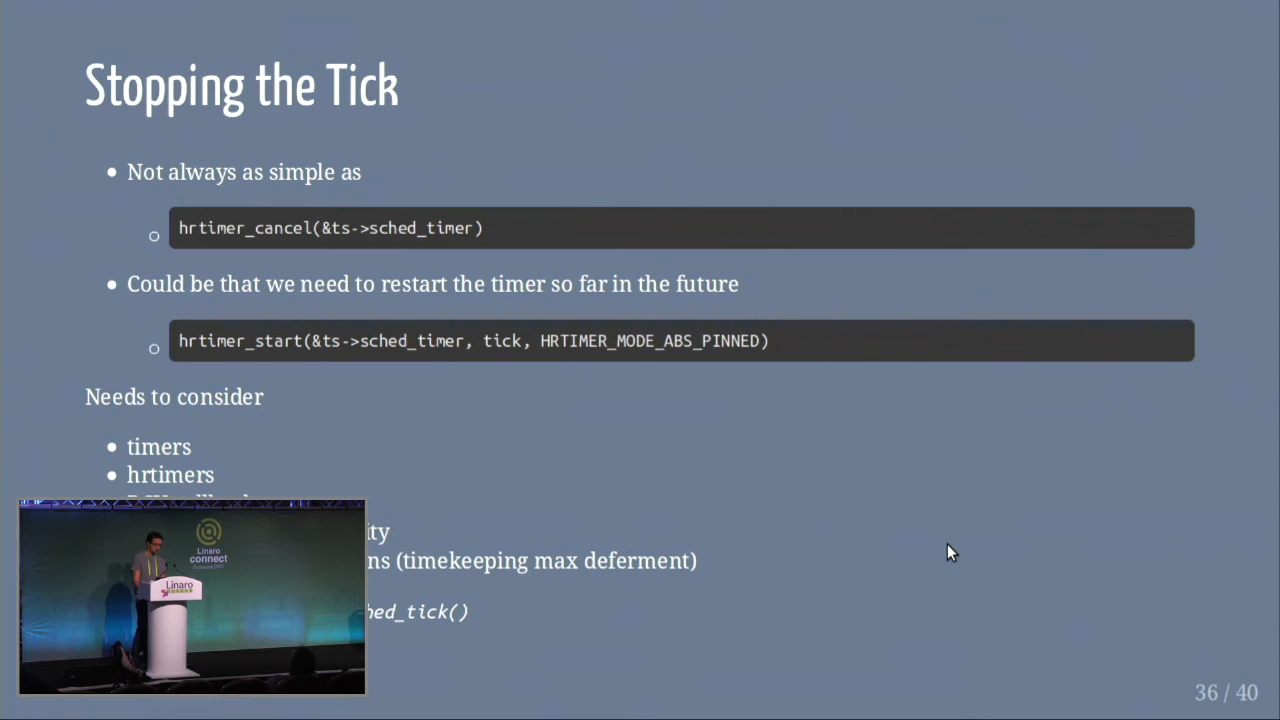 Stopping the Tick
Not always as simple as
hrtimer_cancel(&ts->sched_timer)
Could be that we need to restart the timer so far in the future
hrtimer_start(&ts->sched_timer, tick, HRTIMER_MODE_ABS_PINNED)
Needs to consider
timers
hrtimers
ity
ns (timekeeping max deferment)
hed_tick()
Linaro
connect
Linaro
36 / 40